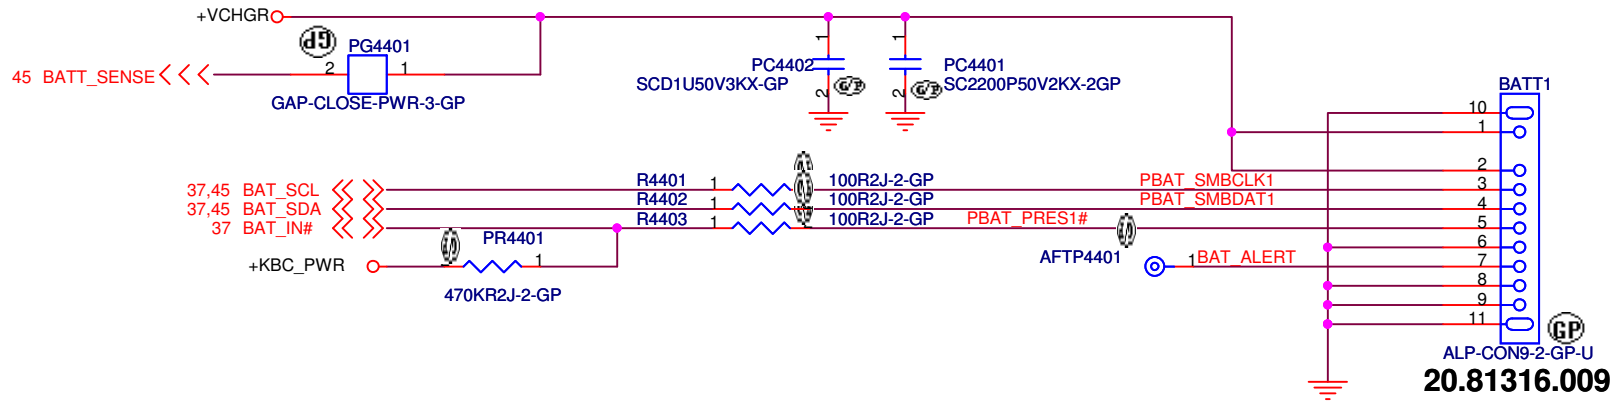 +VCHGR
GP
PG4401
45 BATT_SENSE
2
1
GAP-CLOSE-PWR-3-GP
1
PC4402
SCD1U50V3KX-GP
2
G/P
1
PC4401
SC2200P50V2KX-2GP
2
G/P
BATT1
10
1
2
37,45 BAT_SCL
R4401
1
100R2J-2-GP
PBAT_SMBCLK1
3
37,45 BAT_SDA
R4402
1
100R2J-2-GP
PBAT_SMBDAT1
4
37 BAT_IN#
R4403
1
100R2J-2-GP
PBAT_PRES1#
5
6
PR4401
+KBC_PWR
1
470KR2J-2-GP
AFTP4401
1
BAT_ALERT
7
8
9
11
GP
ALP-CON9-2-GP-U
20.81316.009